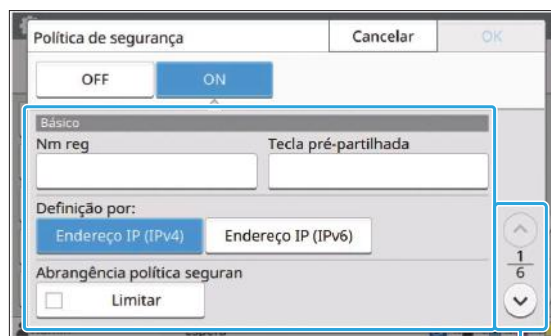 Política de segurança
Cancelar
OK
OFF
ON
Básico
Nm reg
Tecla pré-partilhada
Definição por:
Endereço IP (IPv4)
Endereço IP (IPv6)
Abrangência política seguran
Limitar
1
6